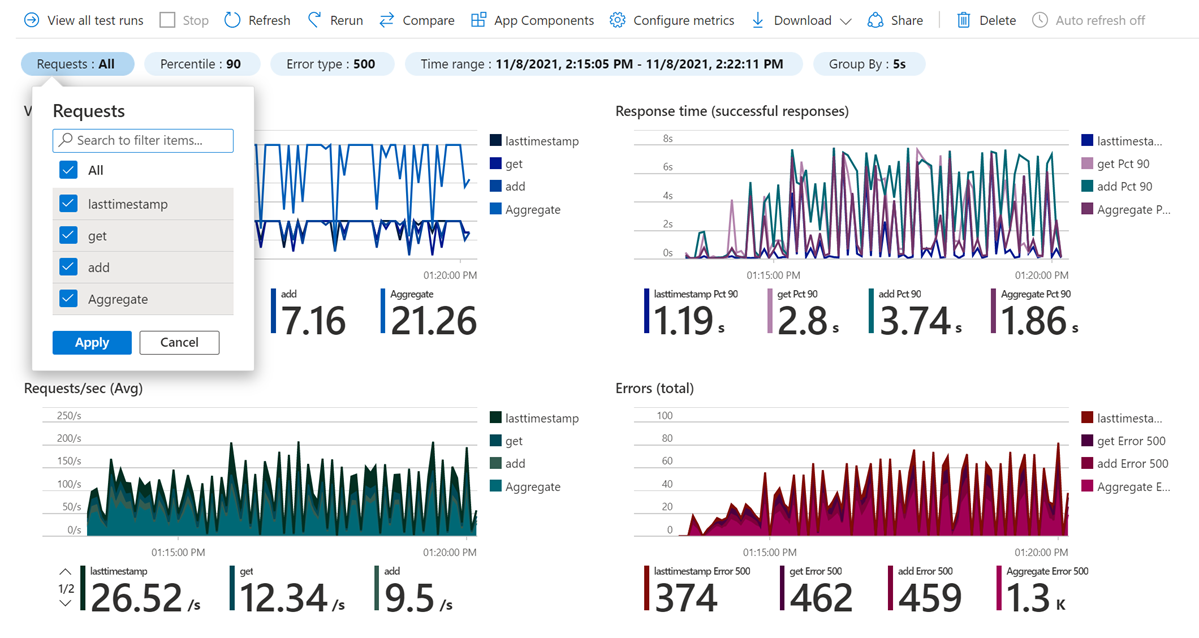 View all test runs Stop Refresh Rerun Compare App Components Configure metrics Download Share Delete Auto refresh off
Requests : All Percentile : 90 Error type : 500 Time range : 11/8/2021, 2:15:05 PM - 11/8/2021, 2:22:11 PM Group By : 5s
V
Requests
Search to filter items...
All
lasttimestamp
get
add
Aggregate
Apply Cancel
lasttimestamp
get
add
Aggregate
01:20:00 PM
add
7.16
Aggregate
21.26
Response time (successful responses)
8s
6s
4s
2s
0s
01:15:00 PM 01:20:00 PM
lasttimesta...
get Pct 90
add Pct 90
Aggregate P...
lasttimestamp Pct 90
1.19 s
get Pct 90
2.8 s
add Pct 90
3.74 s
Aggregate Pct 90
1.86 s
Requests/sec (Avg)
250/s
200/s
150/s
100/s
50/s
0/s
01:15:00 PM 01:20:00 PM
lasttimestamp
get
add
Aggregate
1/2
lasttimestamp
26.52 /s
get
12.34 /s
add
9.5 /s
Errors (total)
100
80
60
40
20
0
01:15:00 PM 01:20:00 PM
lasttimesta...
get Error 500
add Error 500
Aggregate E...
lasttimestamp Error 500
374
get Error 500
462
add Error 500
459
Aggregate Error 500
1.3 K